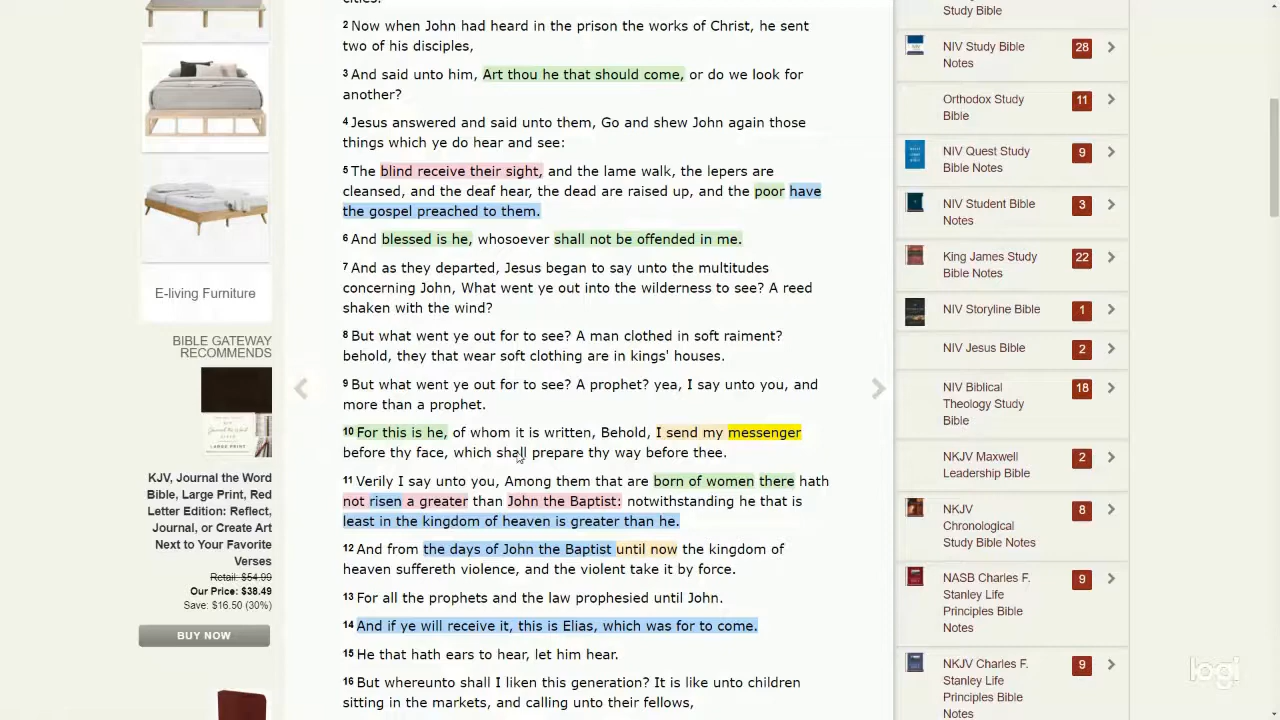 cities.
2 Now when John had heard in the prison the works of Christ, he sent
two of his disciples,
3 And said unto him, Art thou he that should come, or do we look for
another?
4 Jesus answered and said unto them, Go and shew John again those
things which ye do hear and see:
5 The blind receive their sight, and the lame walk, the lepers are
cleansed, and the deaf hear, the dead are raised up, and the poor have
the gospel preached to them.
6 And blessed is he, whosoever shall not be offended in me.
7 And as they departed, Jesus began to say unto the multitudes
concerning John, What went ye out into the wilderness to see? A reed
shaken with the wind?
8 But what went ye out for to see? A man clothed in soft raiment?
behold, they that wear soft clothing are in kings' houses.
9 But what went ye out for to see? A prophet? yea, I say unto you, and
more than a prophet.
10 For this is he, of whom it is written, Behold, I send my messenger
before thy face, which shall prepare thy way before thee.
11 Verily I say unto you, Among them that are born of women there hath
not risen a greater than John the Baptist: notwithstanding he that is
least in the kingdom of heaven is greater than he.
12 And from the days of John the Baptist until now the kingdom of
heaven suffereth violence, and the violent take it by force.
13 For all the prophets and the law prophesied until John.
14 And if ye will receive it, this is Elias, which was for to come.
15 He that hath ears to hear, let him hear.
16 But whereunto shall I liken this generation? It is like unto children
sitting in the markets, and calling unto their fellows,
E-living Furniture
BIBLE GATEWAY
RECOMMENDS
KJV, Journal the Word
Bible, Large Print, Red
Letter Edition: Reflect,
Journal, or Create Art
Next to Your Favorite
Verses
Retail: $54.99
Our Price: $38.49
Save: $16.50 (30%)
BUY NOW
Study Bible
NIV Study Bible
Notes
28
Orthodox Study
Bible
11
NIV Quest Study
Bible Notes
9
NIV Student Bible
Notes
3
King James Study
Bible Notes
22
NIV Storyline Bible
1
NIV Jesus Bible
2
NIV Biblical
Theology Study
Bible
18
NKJV Maxwell
Leadership Bible
2
NKJV
Chronological
Study Bible Notes
8
NASB Charles F.
Stanley Life
Principles Bible
Notes
9
NKJV Charles F.
Stanley Life
Principles Bible
Notes
9
logi